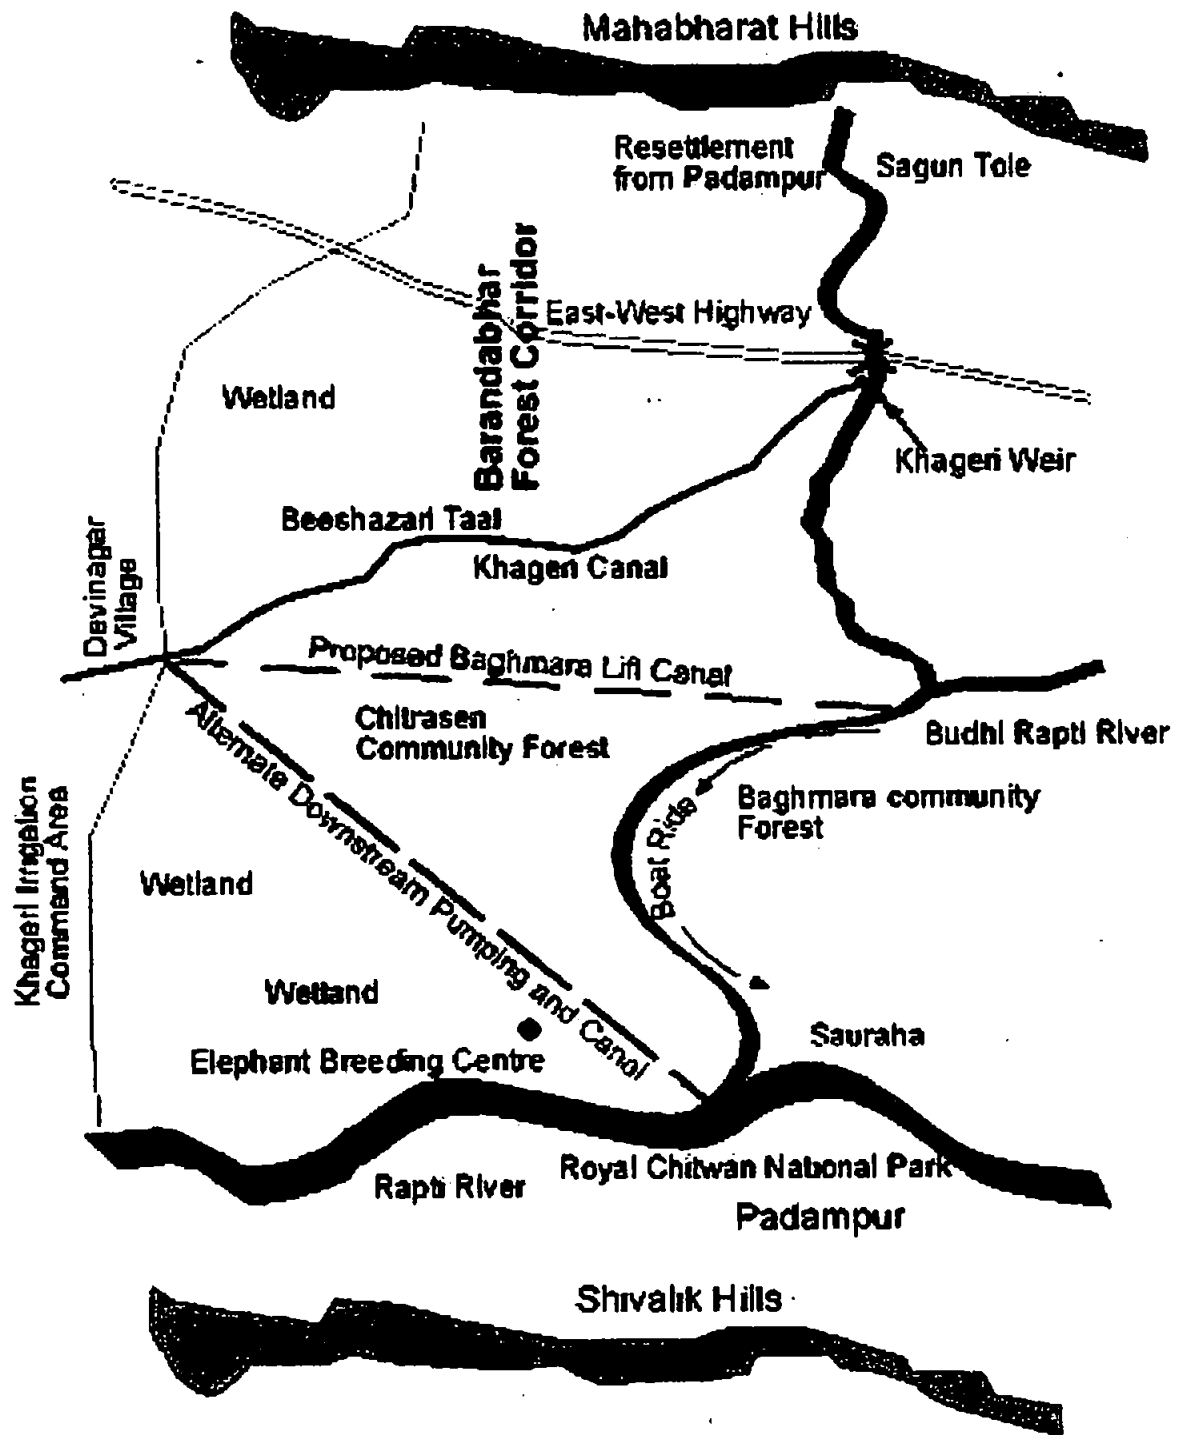 Mahabharat Hills
Resettlement
from Padampur
Sagun Tole
Barandabhar
Forest Corridor
East-West Highway
Wetland
Khageri Weir
Beeshazari Taal
Khageri Canal
Devinagar
Village
Proposed Baghmara Lift Canal
Chitrasen
Community Forest
Budhi Rapti River
Alternate Downstream Pumping and Canal
Baghmara community
Forest
Boat Ride
Khageri Irrigation
Command Area
Wetland
Wetland
Sauraha
Elephant Breeding Centre
Rapti River
Royal Chitwan National Park
Padampur
Shivalik Hills